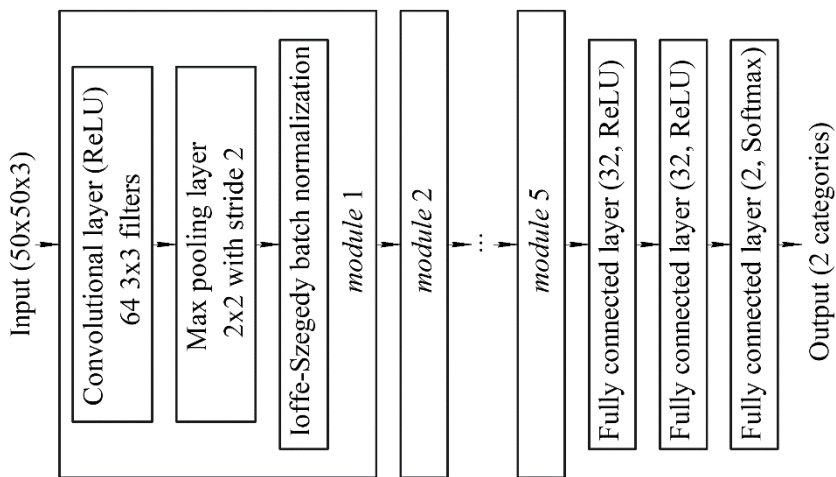 Input (50x50x3)
Convolutional layer (ReLU)
64 3x3 filters
Max pooling layer
2x2 with stride 2
Ioffe-Szegedy batch normalization
module 1
module 2
...
module 5
Fully connected layer (32, ReLU)
Fully connected layer (32, ReLU)
Fully connected layer (2, Softmax)
Output (2 categories)